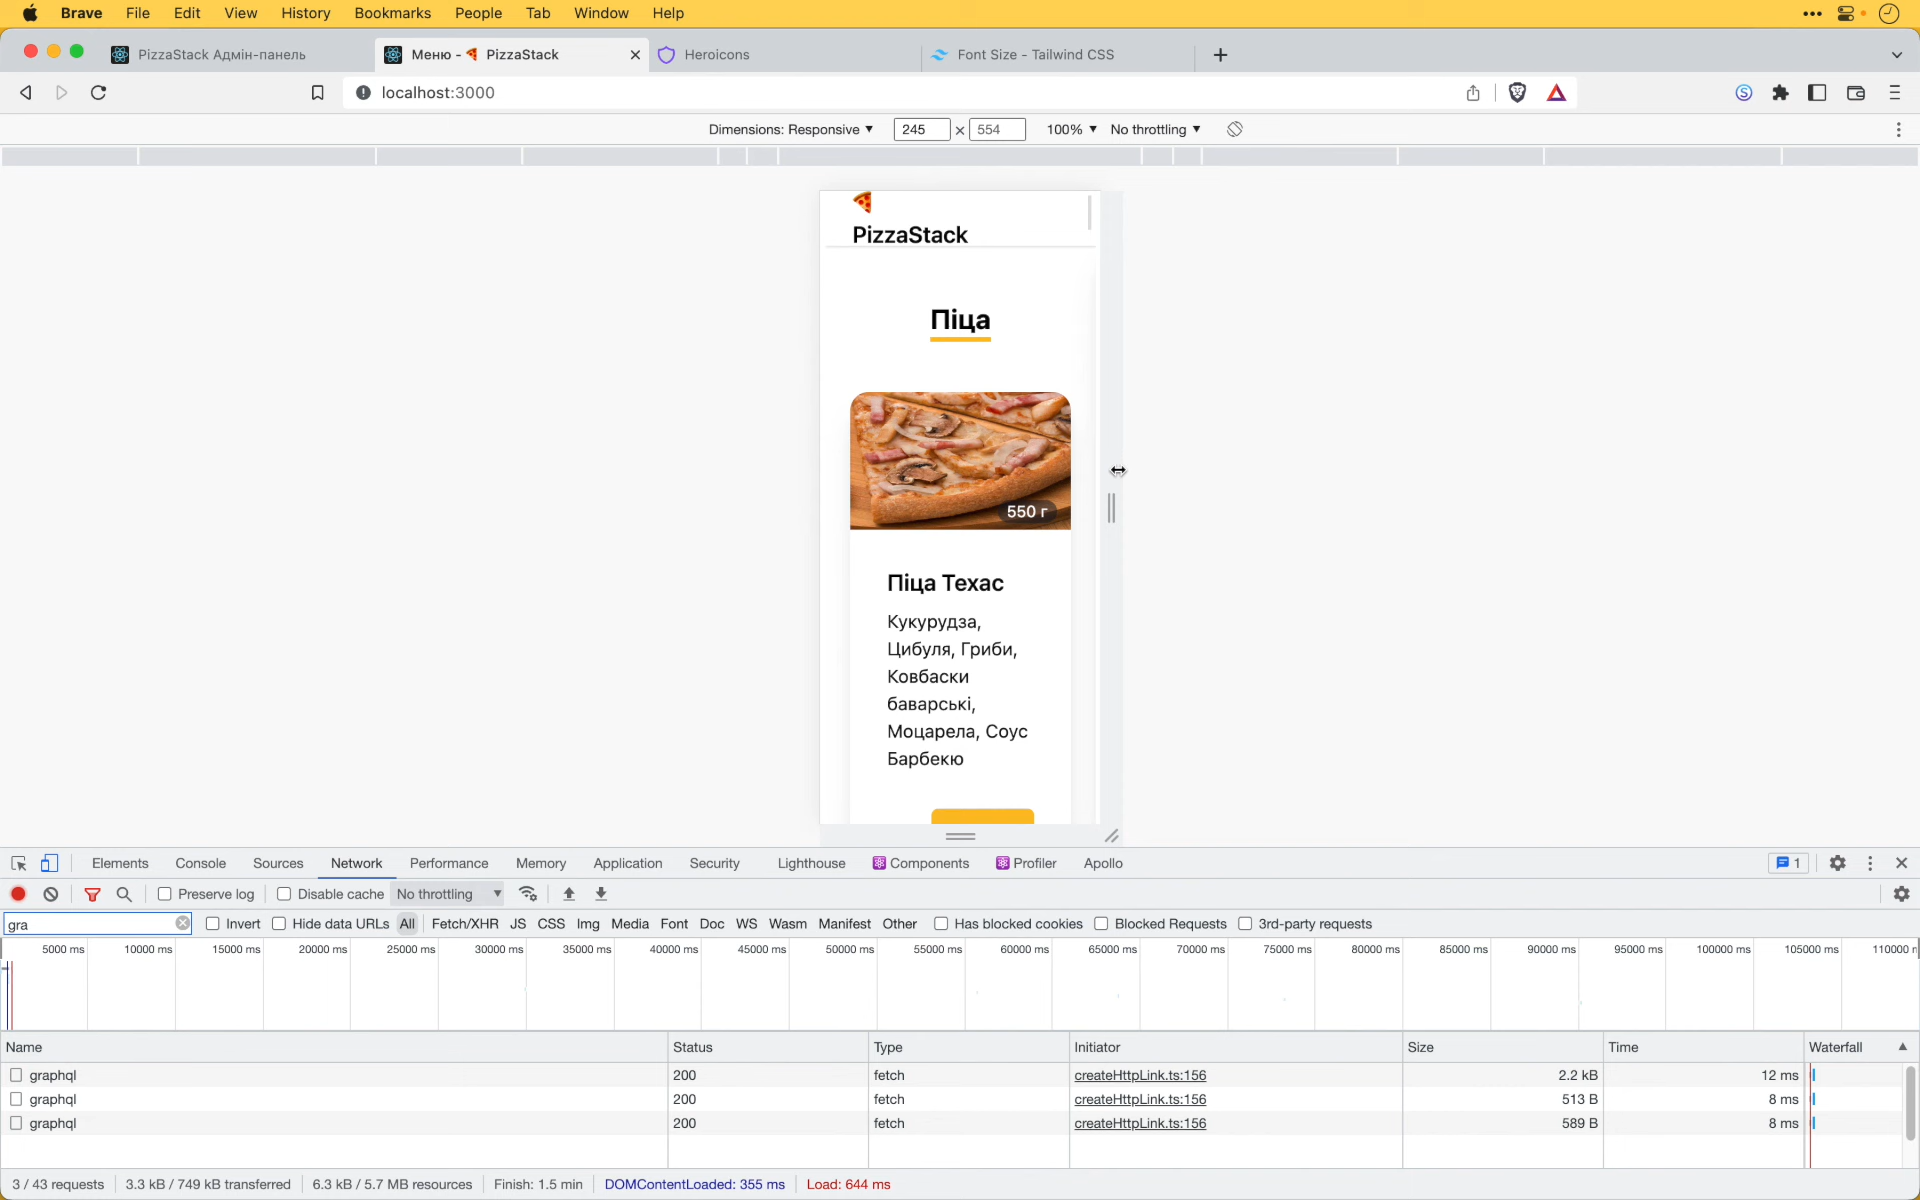 Brave File Edit View History Bookmarks People Tab Window Help
PizzaStack Адмін-панель Меню - 🍕 PizzaStack Heroicons Font Size - Tailwind CSS
localhost:3000
Dimensions: Responsive 245 × 554 100% No throttling
🍕
PizzaStack
Піца
550 г
Піца Техас
Кукурудза,
Цибуля, Гриби,
Ковбаски
баварські,
Моцарела, Соус
Барбекю
Elements Console Sources Network Performance Memory Application Security Lighthouse Components Profiler Apollo 1
Preserve log Disable cache No throttling
gra Invert Hide data URLs All Fetch/XHR JS CSS Img Media Font Doc WS Wasm Manifest Other Has blocked cookies Blocked Requests 3rd-party requests
5000 ms 10000 ms 15000 ms 20000 ms 25000 ms 30000 ms 35000 ms 40000 ms 45000 ms 50000 ms 55000 ms 60000 ms 65000 ms 70000 ms 75000 ms 80000 ms 85000 ms 90000 ms 95000 ms 100000 ms 105000 ms 110000
Name Status Type Initiator Size Time Waterfall
graphql 200 fetch createHttpLink.ts:156 2.2 kB 12 ms
graphql 200 fetch createHttpLink.ts:156 513 B 8 ms
graphql 200 fetch createHttpLink.ts:156 589 B 8 ms
3 / 43 requests 3.3 kB / 749 kB transferred 6.3 kB / 5.7 MB resources Finish: 1.5 min DOMContentLoaded: 355 ms Load: 644 ms